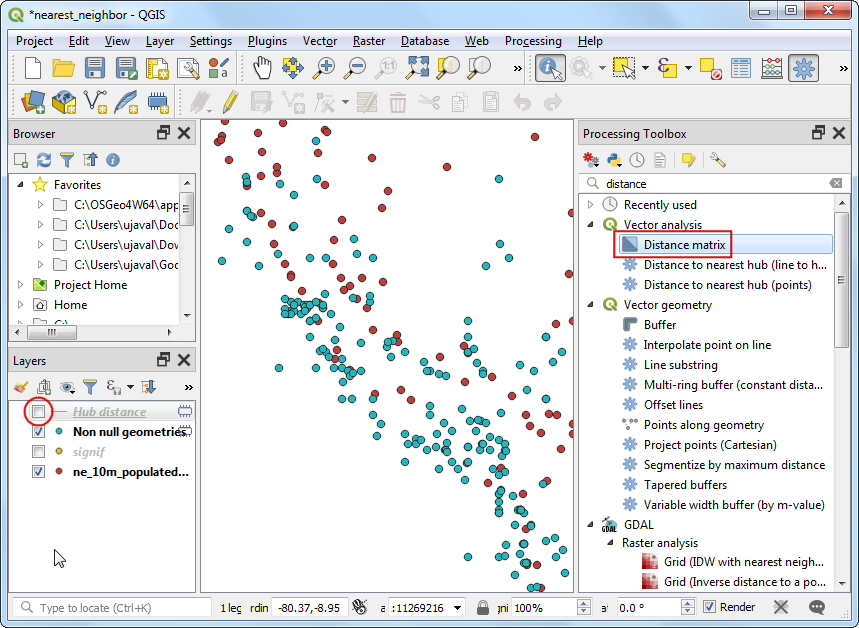 *nearest_neighbor - QGIS
Project Edit View Layer Settings Plugins Vector Raster Database Web Processing Help
Browser
Favorites
C:\OSGeo4W64\app
C:\Users\ujaval\Doc
C:\Users\ujaval\Dow
C:\Users\ujaval\Goo
Project Home
Home
Layers
Hub distance
Non null geometries
signif
ne_10m_populated...
Processing Toolbox
distance
Recently used
Vector analysis
Distance matrix
Distance to nearest hub (line to h...
Distance to nearest hub (points)
Vector geometry
Buffer
Interpolate point on line
Line substring
Multi-ring buffer (constant dista...
Offset lines
Points along geometry
Project points (Cartesian)
Segmentize by maximum distance
Tapered buffers
Variable width buffer (by m-value)
GDAL
Raster analysis
Grid (IDW with nearest neigh...
Grid (Inverse distance to a po...
Type to locate (Ctrl+K) 1 leg rdin -80.37,-8.95 :11269216 100% 0.0 ° Render